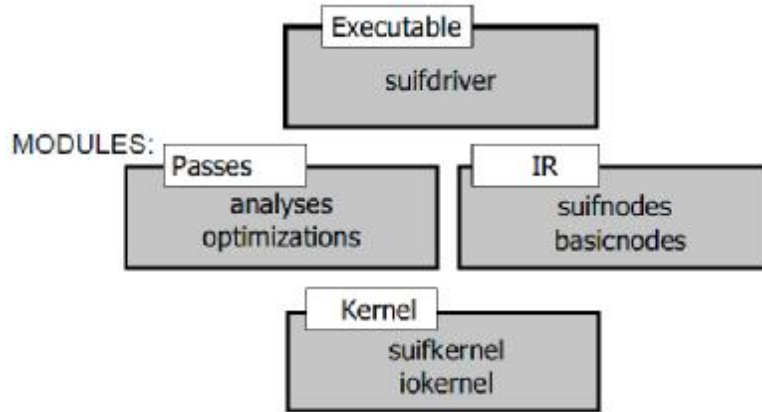 Executable
suifdriver
MODULES:
Passes
analyses
optimizations
IR
suifnodes
basicnodes
Kernel
suifkernel
iokernel